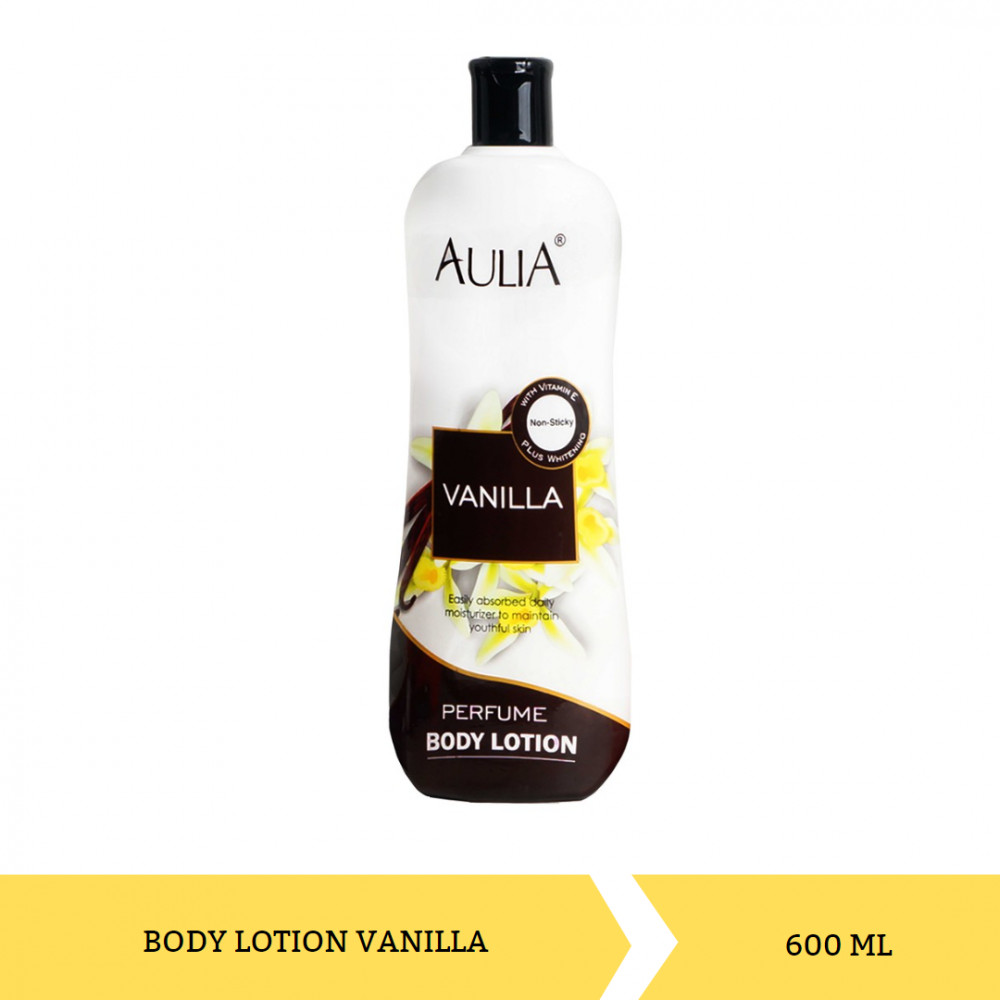 AULIA®
WITH VITAMIN E
Non-Sticky
PLUS WHITENING
VANILLA
Easily absorbed daily
moisturizer to maintain
youthful skin
PERFUME
BODY LOTION
BODY LOTION VANILLA
600 ML